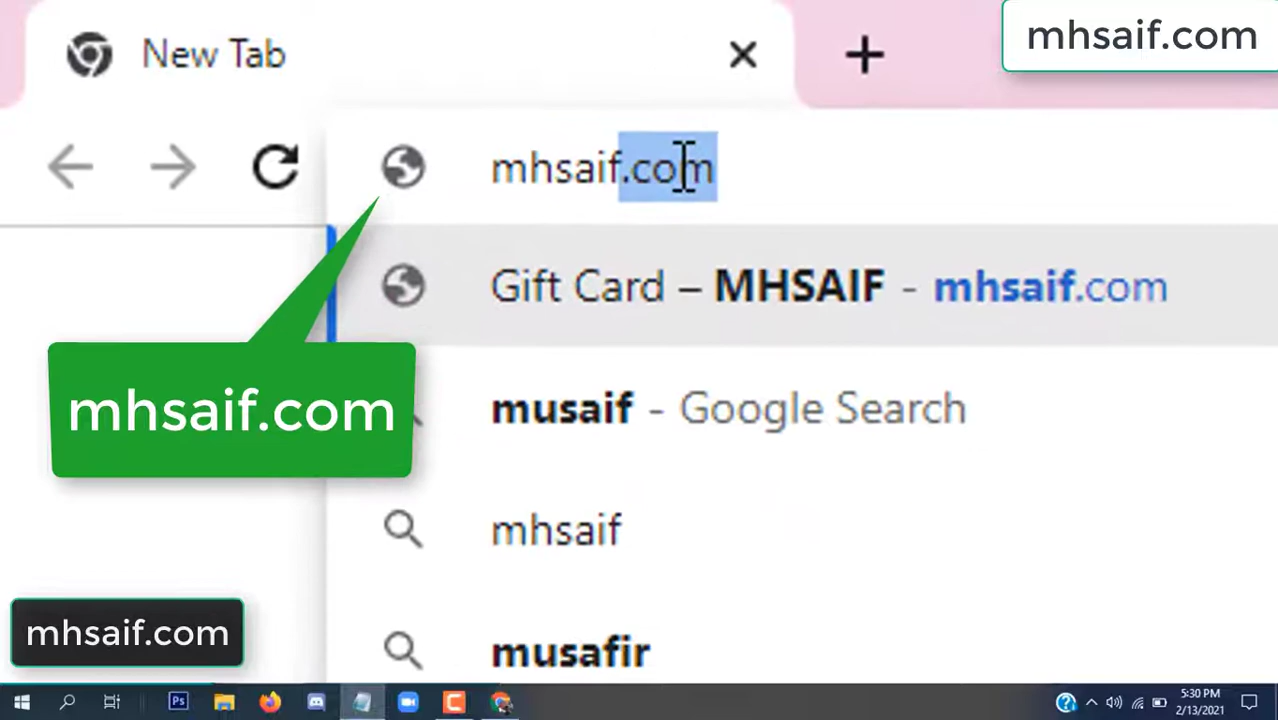 New Tab
mhsaif.com
mhsaif.com
Gift Card – MHSAIF - mhsaif.com
mhsaif.com
musaif - Google Search
mhsaif
mhsaif.com
musafir
Ps
5:30 PM
2/13/2021